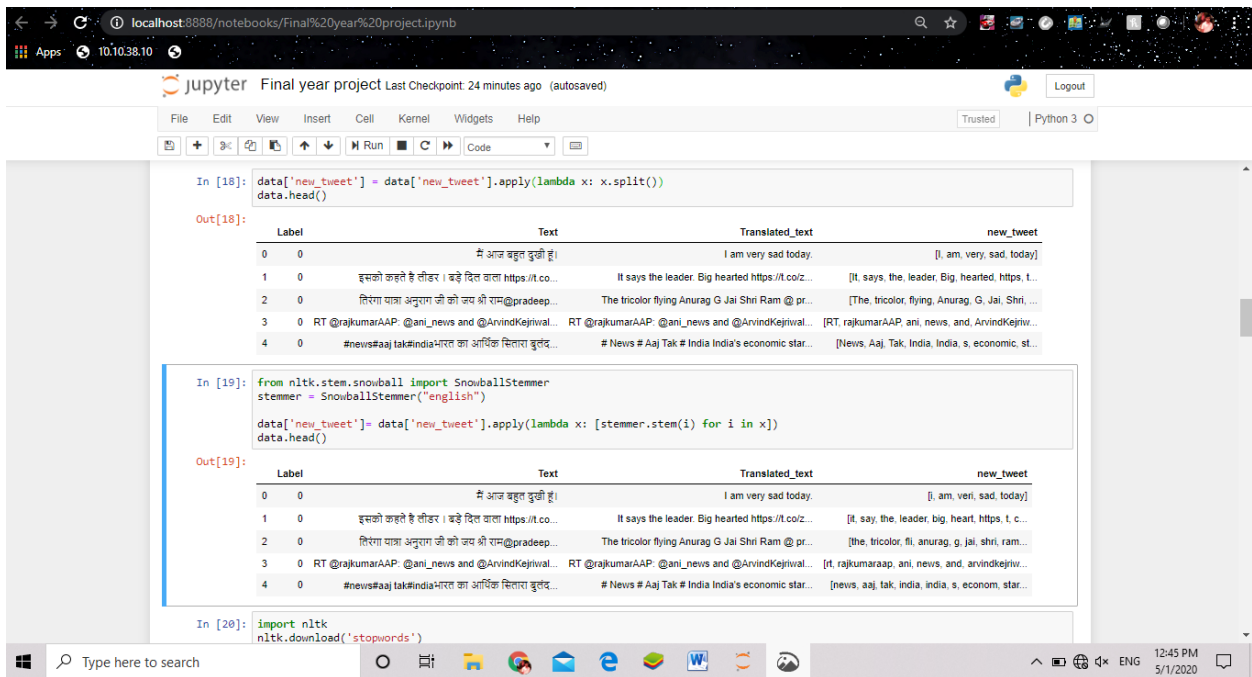 localhost:8888/notebooks/Final%20year%20project.ipynb
Apps 10.10.38.10
jupyter Final year project Last Checkpoint: 24 minutes ago (autosaved)
Logout
File Edit View Insert Cell Kernel Widgets Help Trusted Python 3
Run Code
In [18]: data['new_tweet'] = data['new_tweet'].apply(lambda x: x.split())
data.head()
Out[18]:
Label Text Translated_text new_tweet
0 0 मैं आज बहुत दुखी हूं। I am very sad today. [I, am, very, sad, today]
1 0 इसको कहते है लीडर । बड़े दिल वाला https://t.co... It says the leader. Big hearted https://t.co/z... [It, says, the, leader, Big, hearted, https, t...
2 0 तिरंगा यात्रा अनुराग जी को जय श्री राम@pradeep... The tricolor flying Anurag G Jai Shri Ram @ pr... [The, tricolor, flying, Anurag, G, Jai, Shri, ...
3 0 RT @rajkumarAAP: @ani_news and @ArvindKejriwal... RT @rajkumarAAP: @ani_news and @ArvindKejriwal... [RT, rajkumarAAP, ani, news, and, ArvindKejriw...
4 0 #news#aaj tak#indiaभारत का आर्थिक सितारा बुलंद... # News # Aaj Tak # India India's economic star... [News, Aaj, Tak, India, India, s, economic, st...
In [19]: from nltk.stem.snowball import SnowballStemmer
stemmer = SnowballStemmer("english")
data['new_tweet']= data['new_tweet'].apply(lambda x: [stemmer.stem(i) for i in x])
data.head()
Out[19]:
Label Text Translated_text new_tweet
0 0 मैं आज बहुत दुखी हूं। I am very sad today. [i, am, veri, sad, today]
1 0 इसको कहते है लीडर । बड़े दिल वाला https://t.co... It says the leader. Big hearted https://t.co/z... [it, say, the, leader, big, heart, https, t, c...
2 0 तिरंगा यात्रा अनुराग जी को जय श्री राम@pradeep... The tricolor flying Anurag G Jai Shri Ram @ pr... [the, tricolor, fli, anurag, g, jai, shri, ram...
3 0 RT @rajkumarAAP: @ani_news and @ArvindKejriwal... RT @rajkumarAAP: @ani_news and @ArvindKejriwal... [rt, rajkumaraap, ani, news, and, arvindkejriw...
4 0 #news#aaj tak#indiaभारत का आर्थिक सितारा बुलंद... # News # Aaj Tak # India India's economic star... [news, aaj, tak, india, india, s, econom, star...
In [20]: import nltk
nltk.download('stopwords')
Type here to search
ENG 12:45 PM
5/1/2020